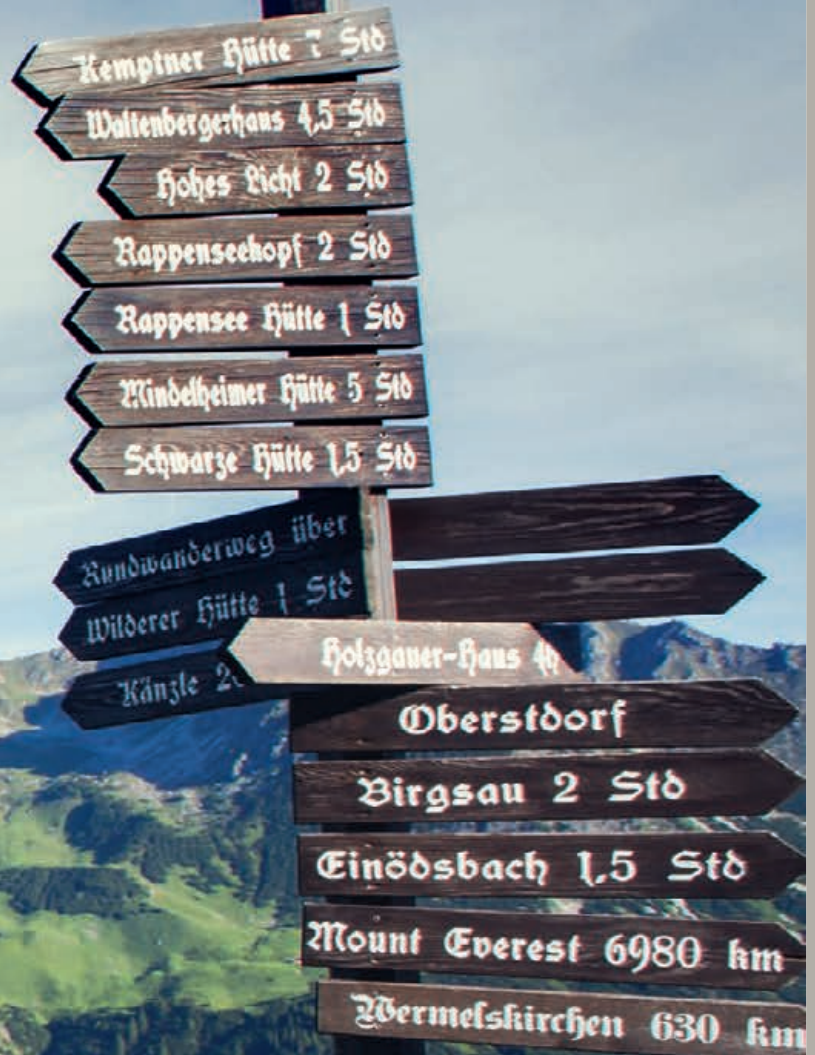 Kemptner Hütte 7 Std
Waltenbergerhaus 4,5 Std
Hohes Licht 2 Std
Rappenseekopf 2 Std
Rappensee Hütte 1 Std
Mindelheimer Hütte 5 Std
Schwarze Hütte 1,5 Std
Rundwanderweg über
Wilderer Hütte 1 Std
Känzle
Holzgauer-Haus 4h
Oberstdorf
Birgsau 2 Std
Einödsbach 1,5 Std
Mount Everest 6980 km
Wermelskirchen 630 km